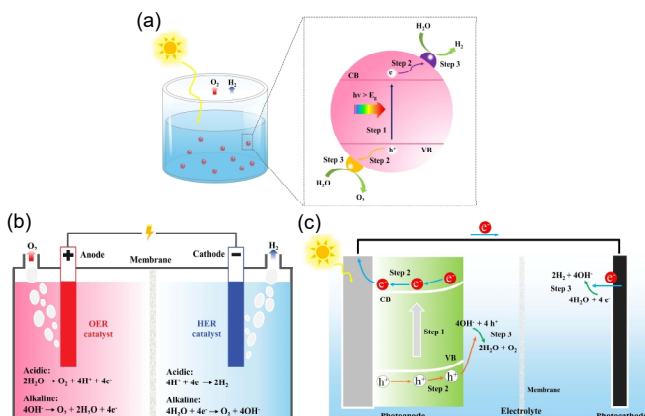 (a)
O₂ H₂
H₂O
H₂
Step 2
Step 3
CB
e⁻
hν > E_g
Step 1
Step 3
Step 2
h⁺
VB
H₂O
O₂
(b)
O₂
Anode
Membrane
Cathode
H₂
+
−
OER
catalyst
HER
catalyst
Acidic:
2H₂O → O₂ + 4H⁺ + 4e⁻
Alkaline:
4OH⁻ → O₂ + 2H₂O + 4e⁻
Acidic:
4H⁺ + 4e⁻ → 2H₂
Alkaline:
4H₂O + 4e⁻ → O₂ + 4OH⁻
(c)
e⁻
Step 2
e⁻ e⁻ e⁻
CB
Step 1
VB
h⁺ h⁺ h⁺
Step 2
4OH⁻ + 4 h⁺
Step 3
2H₂O + O₂
2H₂ + 4OH⁻
e⁻
Step 3
4H₂O + 4 e⁻
Membrane
Electrolyte